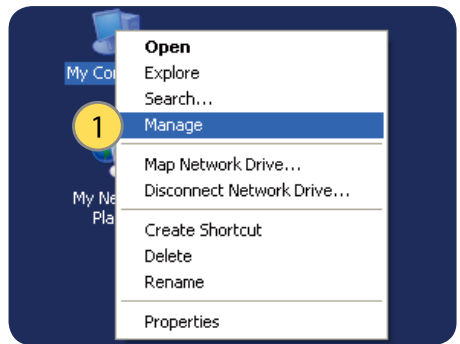 Open
My Co
Explore
Search...
1
Manage
Map Network Drive...
Disconnect Network Drive...
My Ne
Pla
Create Shortcut
Delete
Rename
Properties